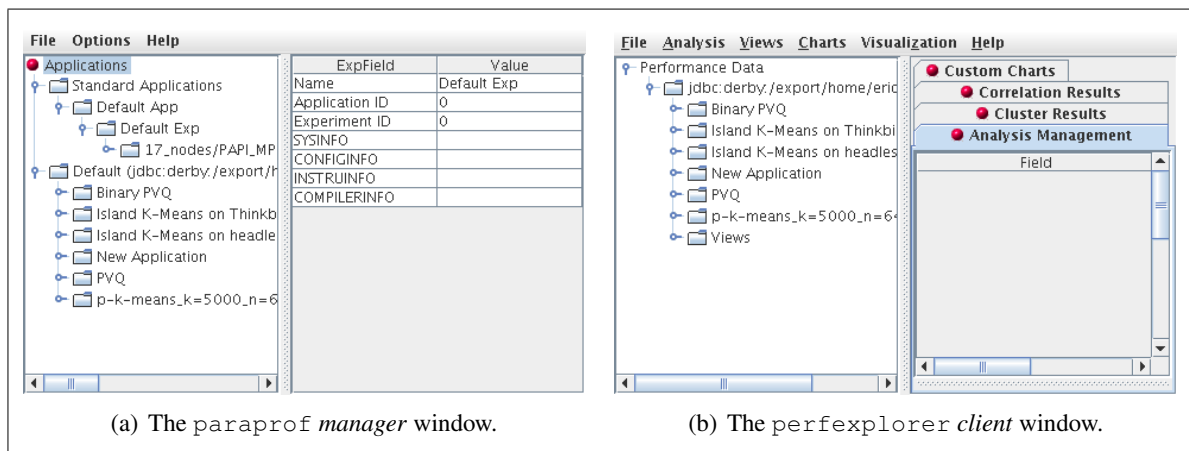 File Options Help
Applications
Standard Applications
Default App
Default Exp
17_nodes/PAPI_MP
Default (jdbc:derby:/export/h
Binary PVQ
Island K-Means on Thinkb
Island K-Means on headle
New Application
PVQ
p-k-means_k=5000_n=6
ExpField Value
Name Default Exp
Application ID 0
Experiment ID 0
SYSINFO
CONFIGINFO
INSTRUINFO
COMPILERINFO
(a) The paraprof manager window.
File Analysis Views Charts Visualization Help
Performance Data
jdbc:derby:/export/home/eric
Binary PVQ
Island K-Means on Thinkbi
Island K-Means on headles
New Application
PVQ
p-k-means_k=5000_n=64
Views
Custom Charts
Correlation Results
Cluster Results
Analysis Management
Field
(b) The perfexplorer client window.